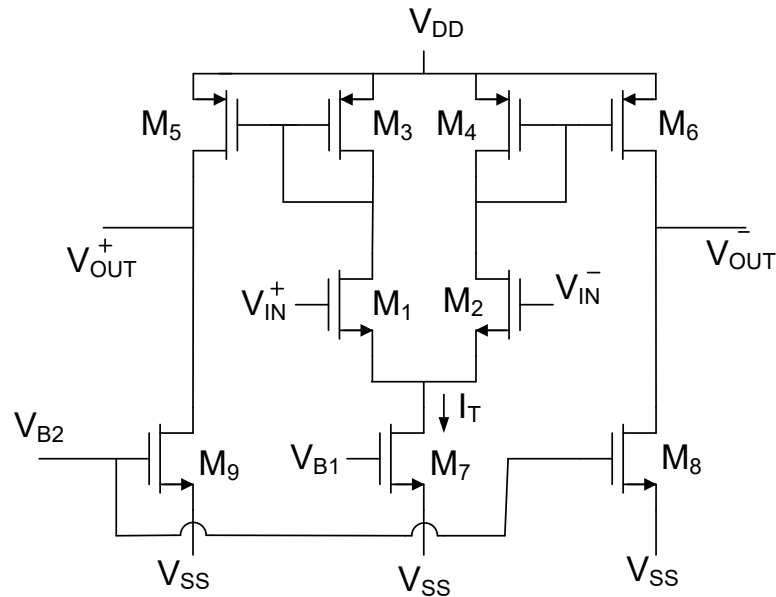 V_DD
M_5
M_3
M_4
M_6
V_OUT^+
V_OUT^-
V_IN^+
M_1
M_2
V_IN^-
I_T
V_B2
M_9
V_B1
M_7
M_8
V_SS
V_SS
V_SS